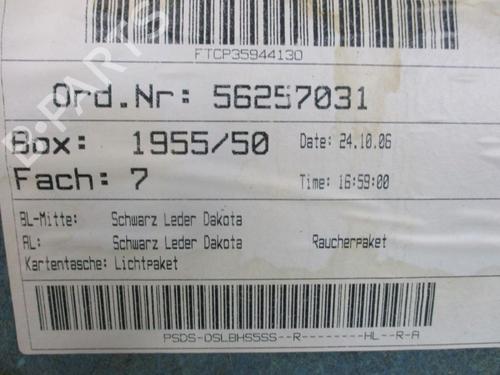 FTCP35944130
Ord.Nr: 56257031
Box: 1955/50 Date: 24.10.06
Fach: 7 Time: 16:59:00
BL-Mitte: Schwarz Leder Dakota
AL: Schwarz Leder Dakota Raucherpaket
Kartentasche: Lichtpaket
PSDS-DSLBHS5SS--R--------HL--R-A
B-PARTS